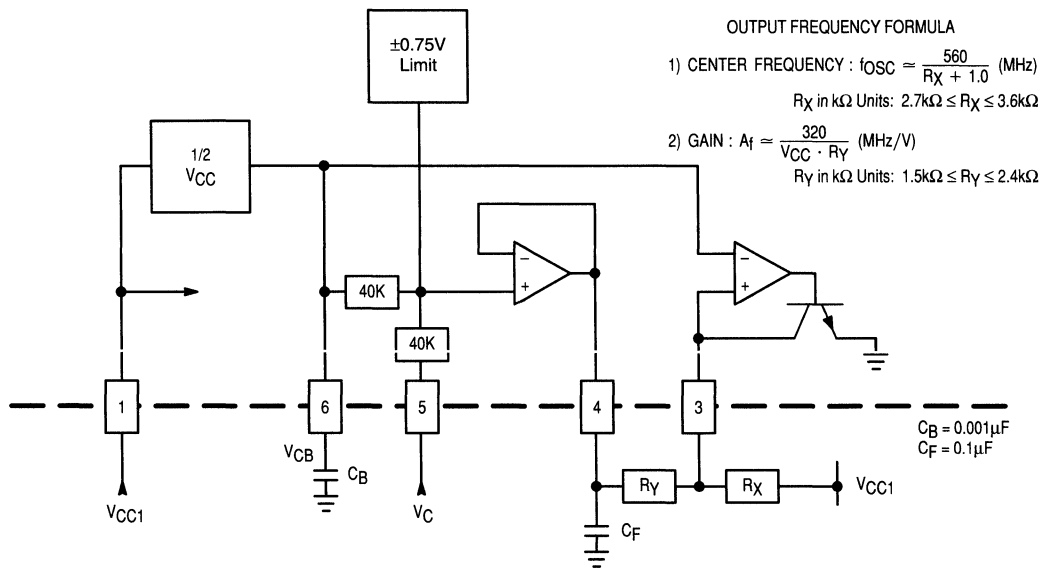 OUTPUT FREQUENCY FORMULA
1) CENTER FREQUENCY : fOSC ≃ 560 / RX + 1.0 (MHz)
RX in kΩ Units: 2.7kΩ ≤ RX ≤ 3.6kΩ
2) GAIN : Af ≃ 320 / VCC · RY (MHz/V)
RY in kΩ Units: 1.5kΩ ≤ RY ≤ 2.4kΩ
±0.75V
Limit
1/2
VCC
−
+
−
+
40K
40K
1
6
5
4
3
CB = 0.001μF
CF = 0.1μF
VCB
CB
VCC1
VC
RY
RX
VCC1
CF